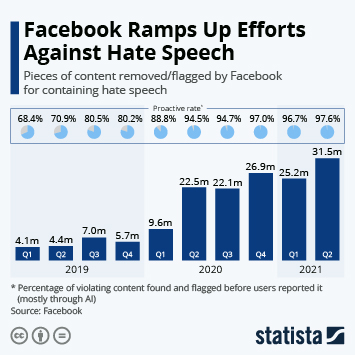 Facebook Ramps Up Efforts
Against Hate Speech
Pieces of content removed/flagged by Facebook
for containing hate speech
Proactive rate*
68.4% 70.9% 80.5% 80.2% 88.8% 94.5% 94.7% 97.0% 96.7% 97.6%
4.1m 4.4m 7.0m 5.7m 9.6m 22.5m 22.1m 26.9m 25.2m 31.5m
Q1 Q2 Q3 Q4 Q1 Q2 Q3 Q4 Q1 Q2
2019 2020 2021
* Percentage of violating content found and flagged before users reported it
(mostly through AI)
Source: Facebook
statista